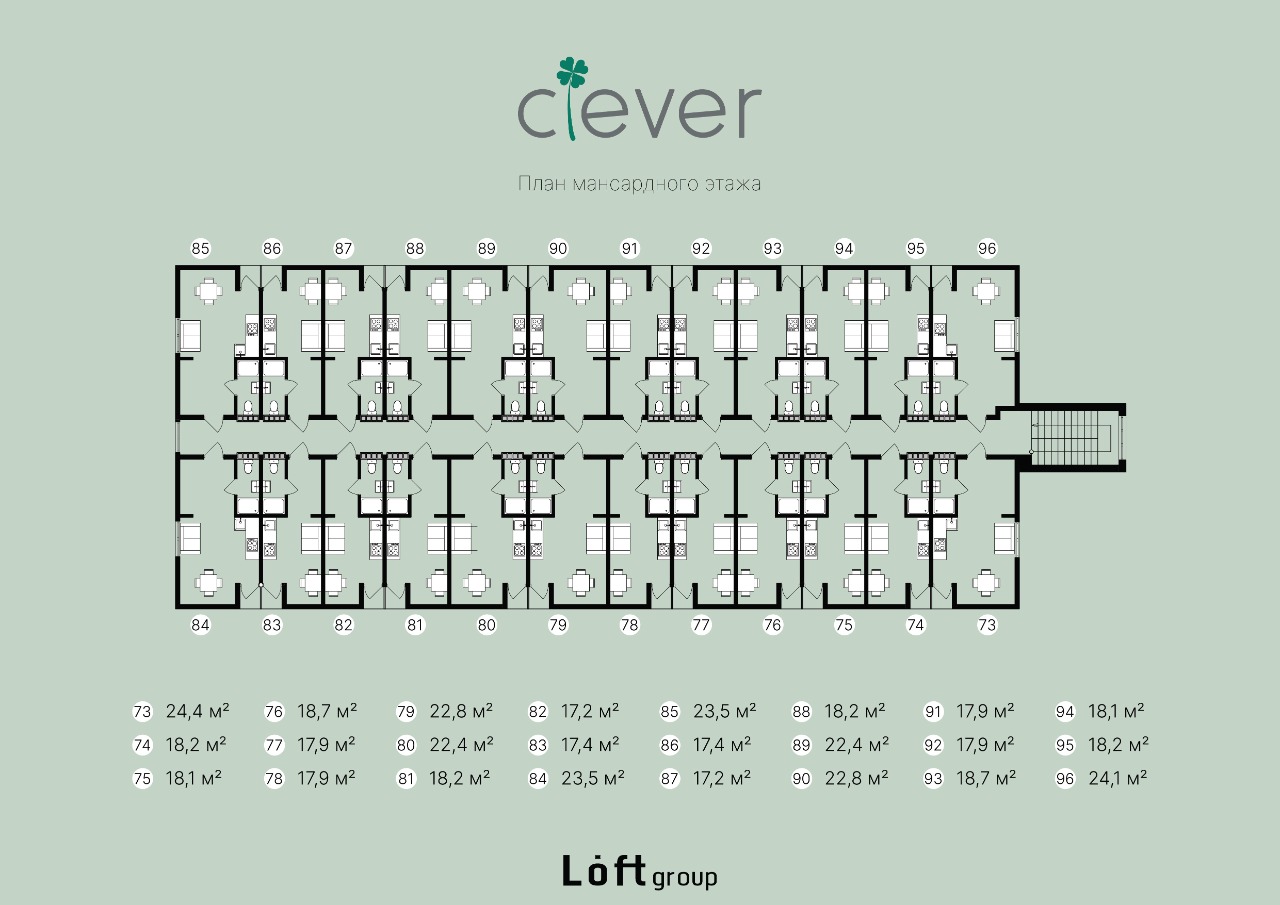 clever
План мансардного этажа
85 86 87 88 89 90 91 92 93 94 95 96
84 83 82 81 80 79 78 77 76 75 74 73
73 24,4 м² 76 18,7 м² 79 22,8 м² 82 17,2 м² 85 23,5 м² 88 18,2 м² 91 17,9 м² 94 18,1 м²
74 18,2 м² 77 17,9 м² 80 22,4 м² 83 17,4 м² 86 17,4 м² 89 22,4 м² 92 17,9 м² 95 18,2 м²
75 18,1 м² 78 17,9 м² 81 18,2 м² 84 23,5 м² 87 17,2 м² 90 22,8 м² 93 18,7 м² 96 24,1 м²
Loft group